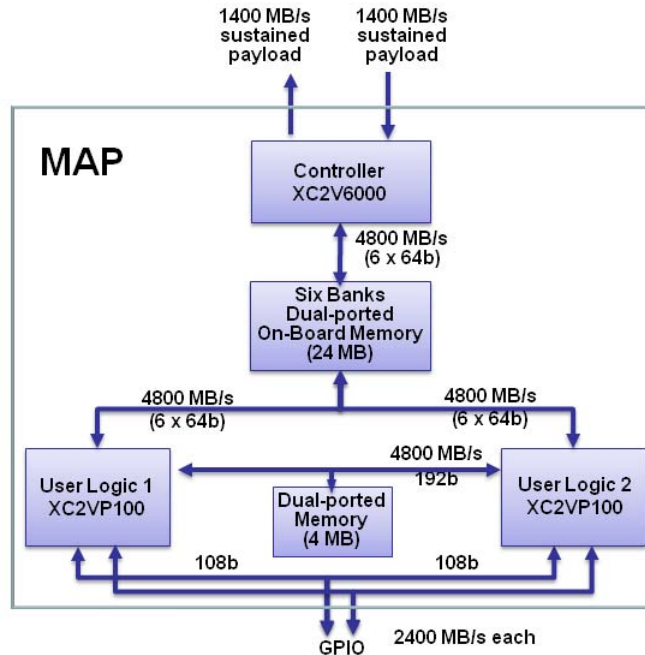 1400 MB/s
sustained
payload
1400 MB/s
sustained
payload
MAP
Controller
XC2V6000
4800 MB/s
(6 x 64b)
Six Banks
Dual-ported
On-Board Memory
(24 MB)
4800 MB/s
(6 x 64b)
4800 MB/s
(6 x 64b)
User Logic 1
XC2VP100
4800 MB/s
192b
Dual-ported
Memory
(4 MB)
User Logic 2
XC2VP100
108b
108b
GPIO
2400 MB/s each